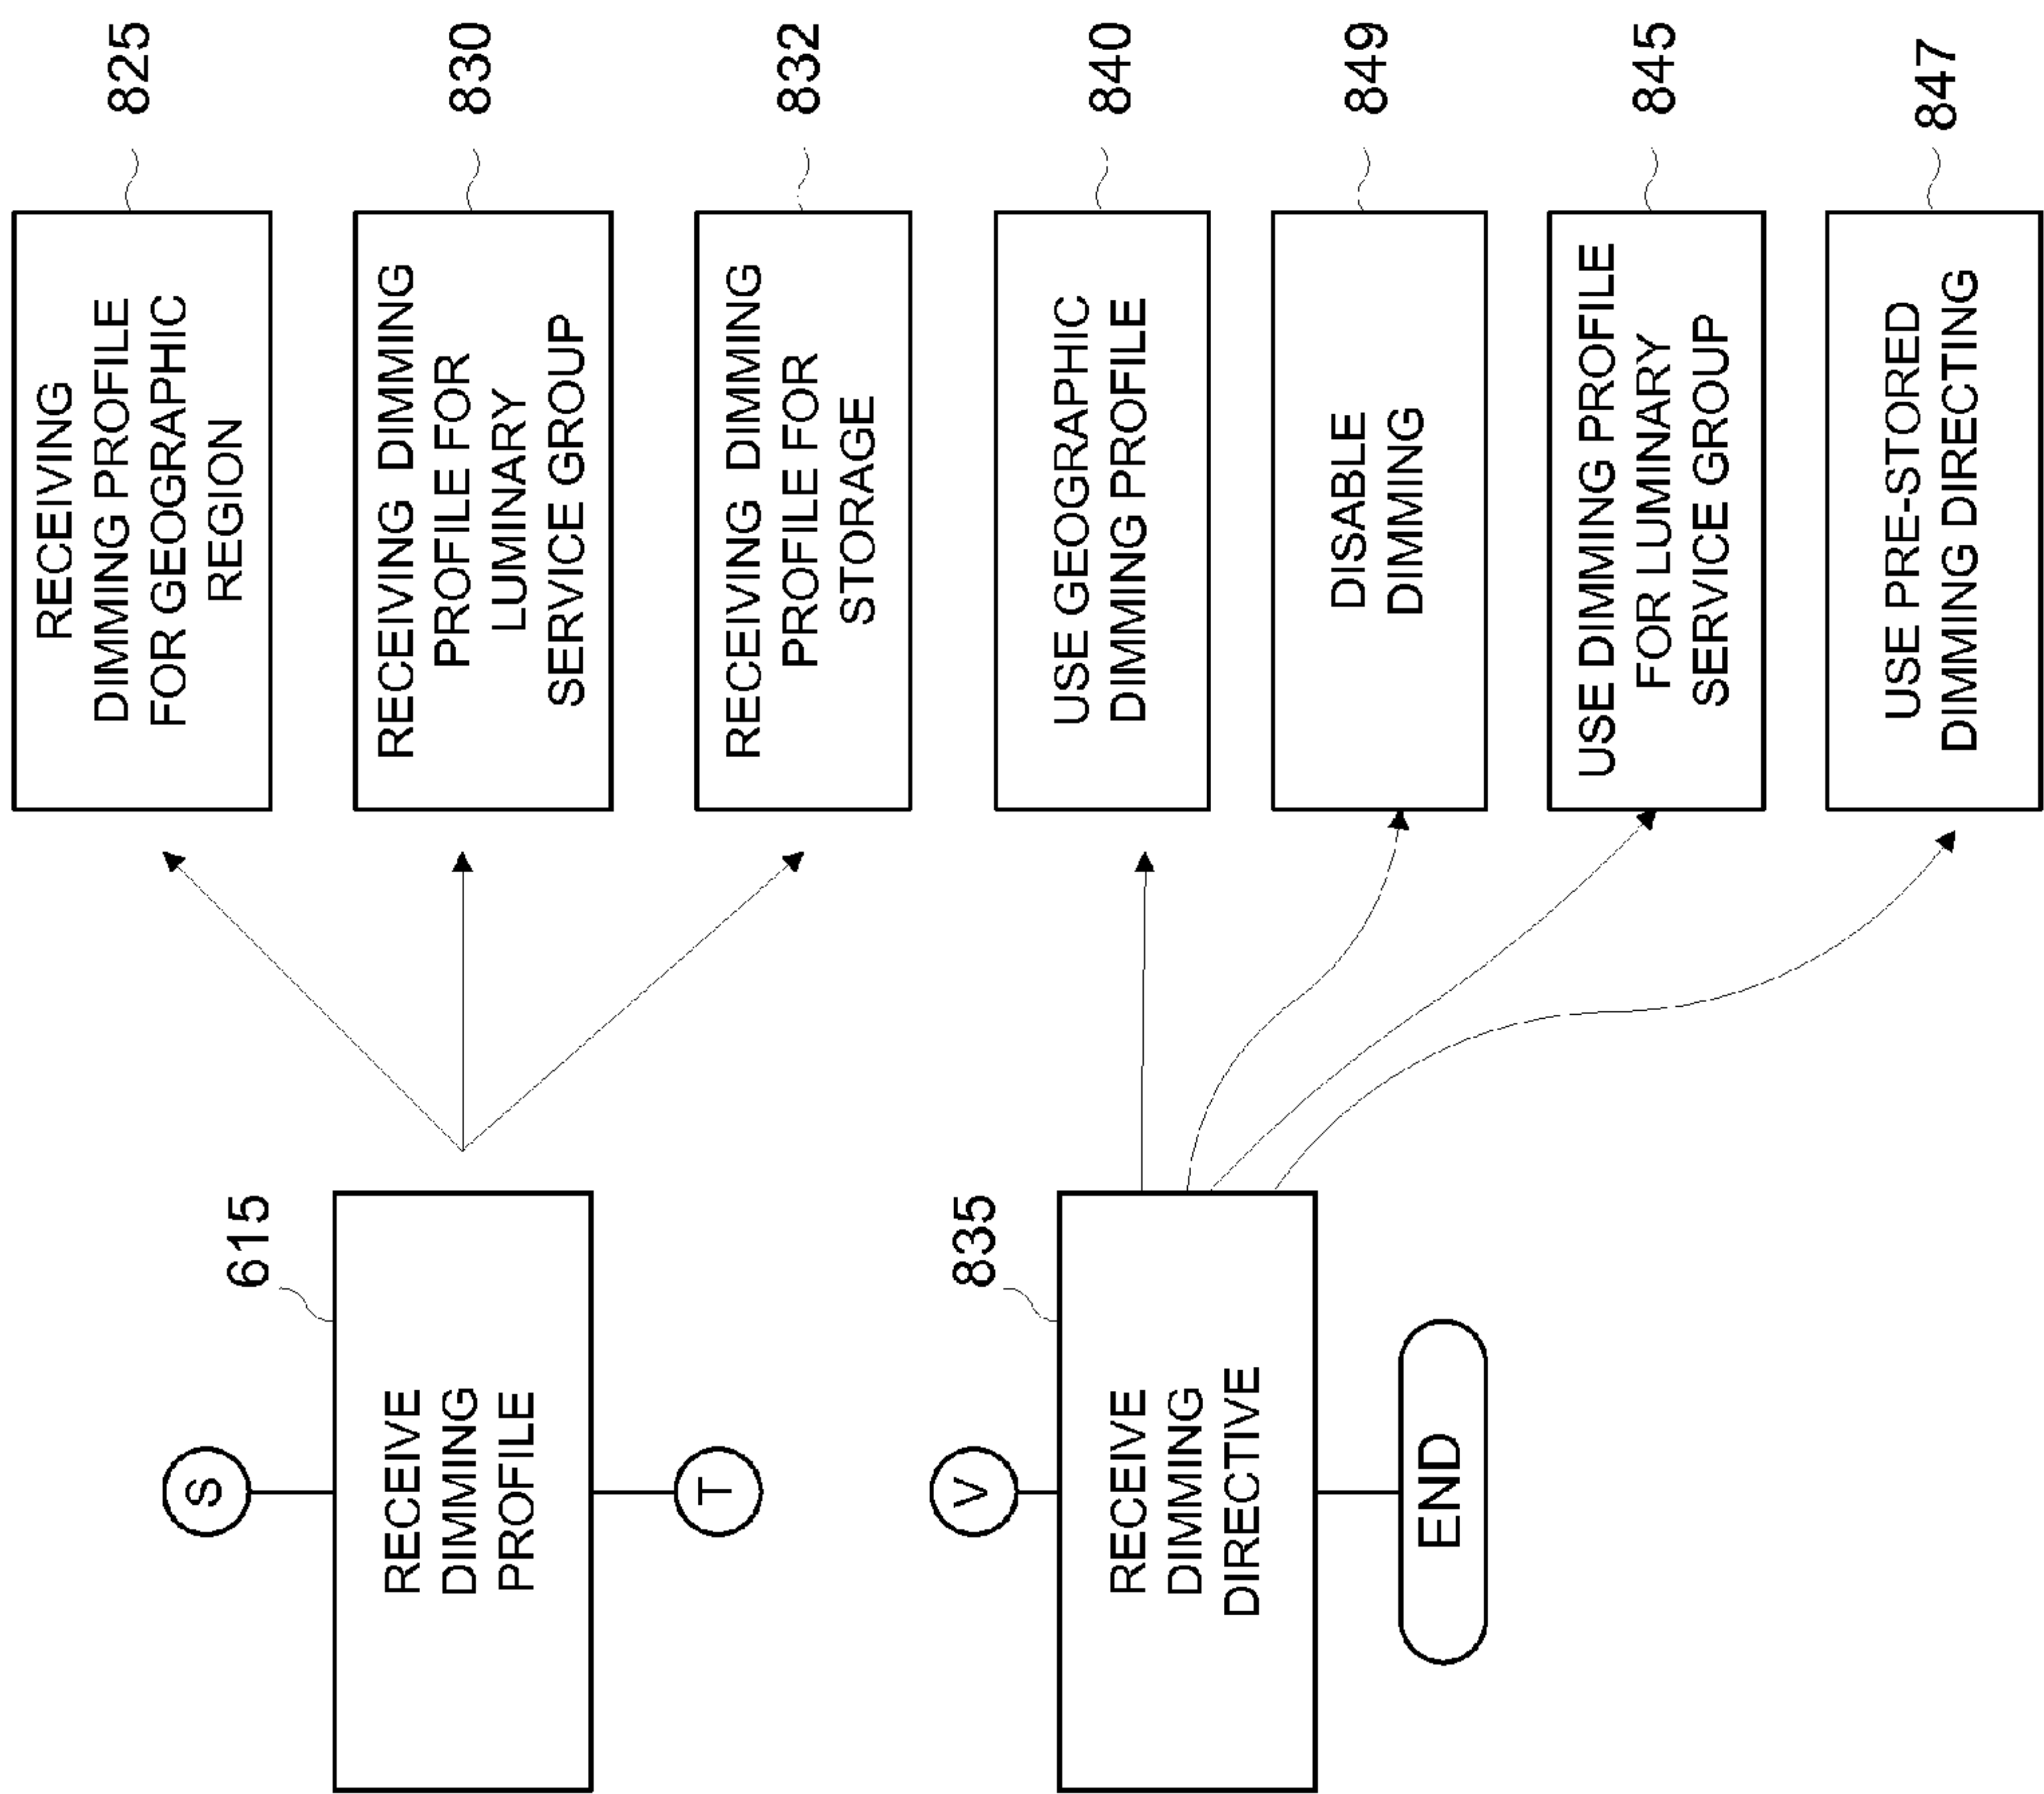 S
615
RECEIVE
DIMMING
PROFILE
T
RECEIVING
DIMMING PROFILE
FOR GEOGRAPHIC
REGION
825
RECEIVING DIMMING
PROFILE FOR
LUMINARY
SERVICE GROUP
830
RECEIVING DIMMING
PROFILE FOR
STORAGE
832
V
835
RECEIVE
DIMMING
DIRECTIVE
END
USE GEOGRAPHIC
DIMMING PROFILE
840
DISABLE
DIMMING
849
USE DIMMING PROFILE
FOR LUMINARY
SERVICE GROUP
845
USE PRE-STORED
DIMMING DIRECTING
847